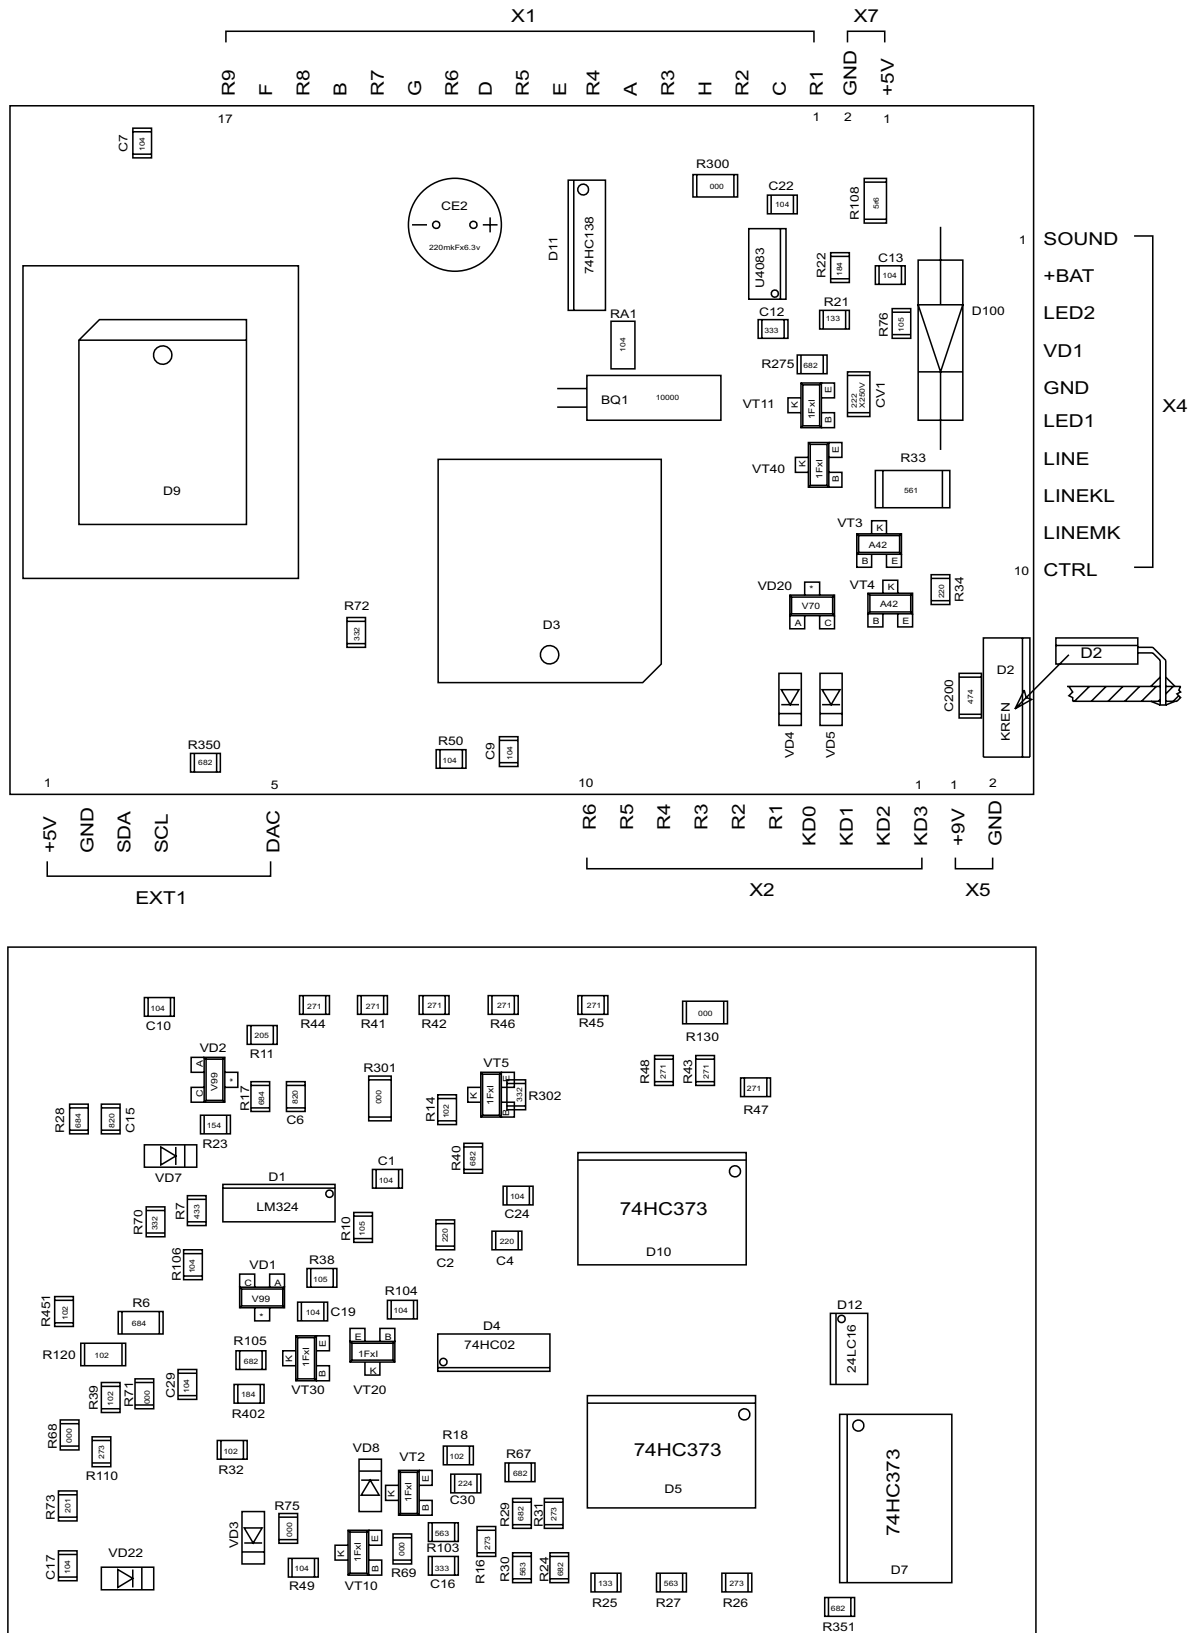 X1
X7
R9
F
R8
B
R7
G
R6
D
R5
E
R4
A
R3
H
R2
C
R1
GND
+5V
17
1
2
1
C7
104
CE2
220mkFx6.3v
D11
74HC138
R300
000
C22
104
R108
5r6
U4083
R22
184
C13
104
C12
333
R21
133
R76
105
D100
RA1
104
R275
682
BQ1
10000
VT11
K
E
B
1FxI
222
X250V
CV1
VT40
K
E
B
1FxI
R33
561
VT3
K
A42
B
E
VD20
*
V70
A
C
VT4
K
A42
B
E
220
R34
1
SOUND
+BAT
LED2
VD1
GND
LED1
LINE
LINEKL
LINEMK
10
CTRL
X4
D9
D3
R72
332
VD4
VD5
C200
474
D2
KREN
D2
R350
682
R50
104
C9
104
1
5
10
1
1
2
+5V
GND
SDA
SCL
DAC
EXT1
R6
R5
R4
R3
R2
R1
KD0
KD1
KD2
KD3
+9V
GND
X2
X5
104
C10
271
R44
271
R41
271
R42
271
R46
271
R45
000
R130
205
R11
VD2
A
C
V99
*
R17
684
820
C6
R301
000
VT5
K
E
B
1FxI
332
R302
R14
102
R48
271
R43
271
271
R47
R28
684
820
C15
154
R23
VD7
R40
682
C1
104
D1
LM324
104
C24
74HC373
D10
R70
332
R7
433
R10
105
220
C2
220
C4
R106
104
VD1
C
A
V99
*
R38
105
104
C19
R104
104
R451
102
R6
684
R120
102
R105
682
VT30
K
E
B
1FxI
E
B
1FxI
K
VT20
D4
74HC02
D12
24LC16
R39
102
R71
000
C29
104
184
R402
R68
000
273
R110
102
R32
VD8
VT2
K
E
B
1FxI
R18
102
224
C30
R67
682
74HC373
D5
74HC373
D7
R73
201
VD3
R75
000
R29
682
R31
273
563
R103
C17
104
VD22
104
R49
K
E
B
1FxI
VT10
000
R69
333
C16
R16
273
R30
563
R24
682
133
R25
563
R27
273
R26
682
R351